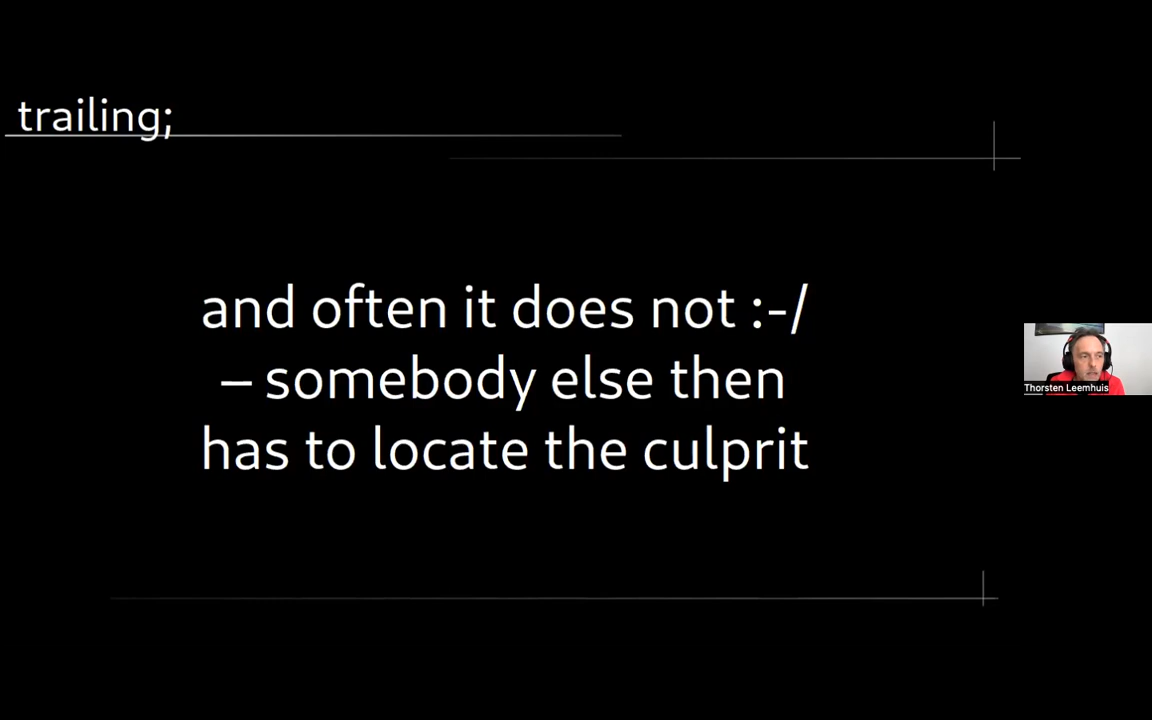 trailing;
and often it does not :-/
– somebody else then
has to locate the culprit
Thorsten Leemhuis